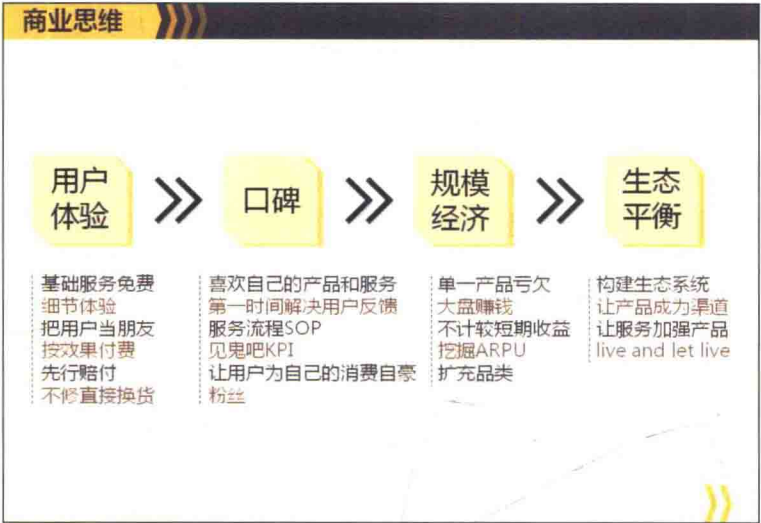 商业思维
用户
体验
口碑
规模
经济
生态
平衡
基础服务免费
细节体验
把用户当朋友
按效果付费
先行赔付
不修直接换货
喜欢自己的产品和服务
第一时间解决用户反馈
服务流程SOP
见鬼吧KPI
让用户为自己的消费自豪
粉丝
单一产品亏欠
大盘赚钱
不计较短期收益
挖掘ARPU
扩充品类
构建生态系统
让产品成为渠道
让服务加强产品
live and let live